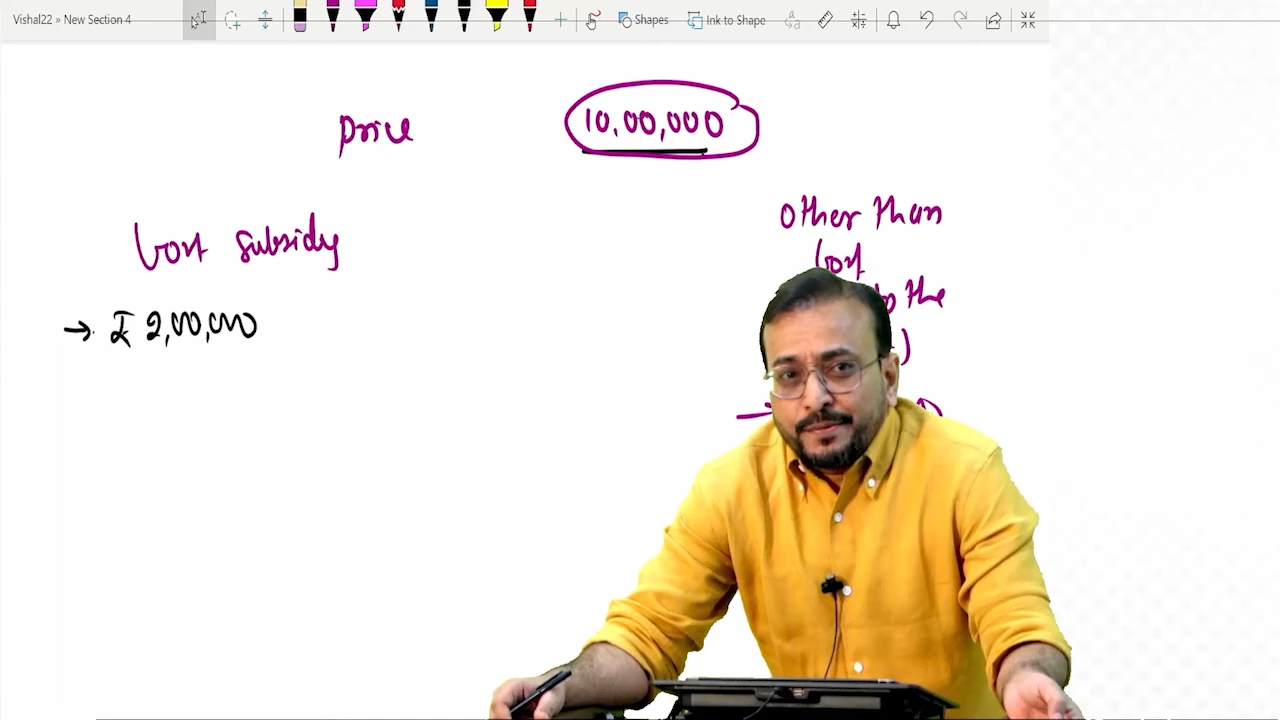 Vishal22 » New Section 4
Shapes
Ink to Shape
Price 10,00,000
Govt subsidy
→ ₹ 2,00,000
Other than
Govt
the
)